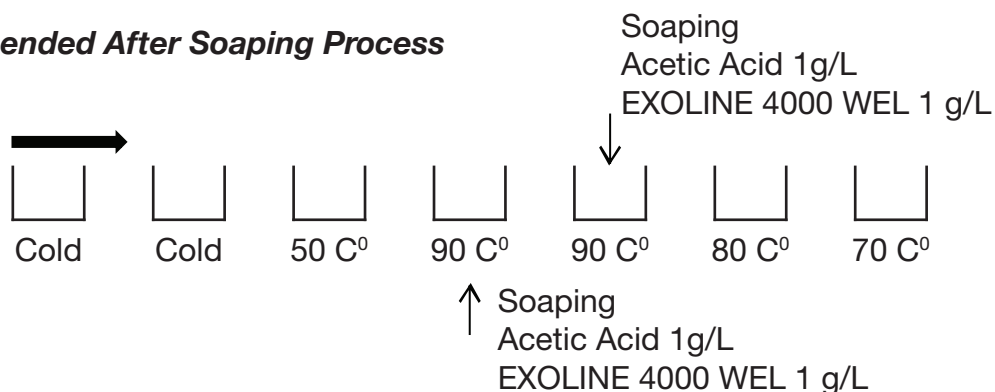 ended After Soaping Process
Soaping
Acetic Acid 1g/L
EXOLINE 4000 WEL 1 g/L
Cold Cold 50 C⁰ 90 C⁰ 90 C⁰ 80 C⁰ 70 C⁰
Soaping
Acetic Acid 1g/L
EXOLINE 4000 WEL 1 g/L